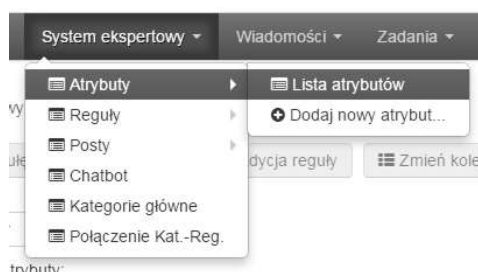 System ekspertowy Wiadomości Zadania
Atrybuty
Lista atrybutów
Reguły
Dodaj nowy atrybut...
Posty
Chatbot
dycja reguły
Zmień kole
Kategorie główne
Połączenie Kat.-Reg.